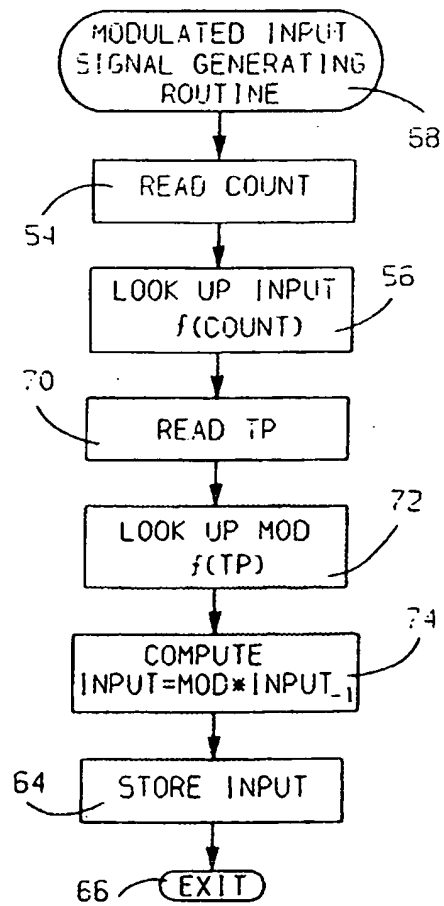 MODULATED INPUT
SIGNAL GENERATING
ROUTINE
68
READ COUNT
54
LOOK UP INPUT
f(COUNT)
56
70
READ TP
LOOK UP MOD
f(TP)
72
COMPUTE
INPUT=MOD*INPUT-1
74
64
STORE INPUT
66
EXIT